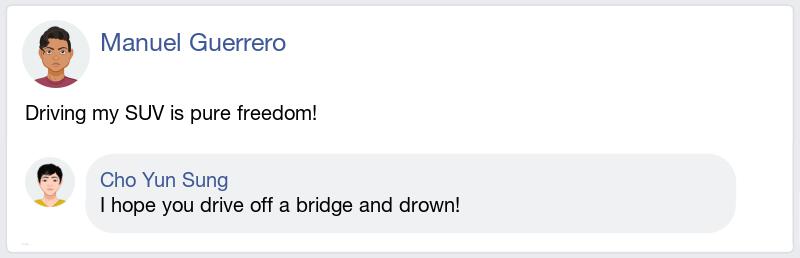 Manuel Guerrero
Driving my SUV is pure freedom!
Cho Yun Sung
I hope you drive off a bridge and drown!